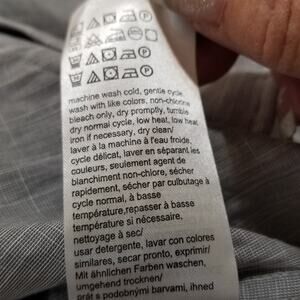 machine wash cold, gentle cycle
wash with like colors, non-chlorine
bleach only, dry promptly, tumble
dry normal cycle, low heat, low
iron if necessary, dry clean/
laver à la machine à l'eau froide,
cycle délicat, laver en séparant les
couleurs, seulement agent de
blanchiment non-chlore, sécher
rapidement, sécher par culbutage à
cycle normal, à basse
température,repasser à basse
température si nécessaire,
nettoyage à sec/
usar detergente, lavar con colores
similares, secar pronto, exprimir/
Mit ähnlichen Farben waschen,
umgehend trocknen/
prát s podobnými barvami, ihned